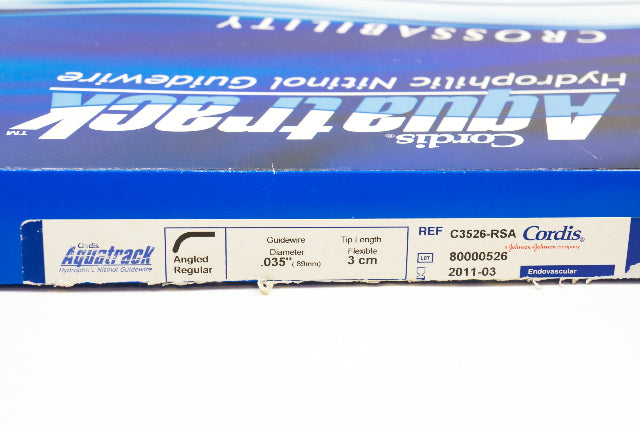 CROSSABILITY
Hydrophilic Nitinol Guidewire
Aquatrack™
Cordis®
Cordis®
Aquatrack
Hydrophilic Nitinol Guidewire
Angled
Regular
Guidewire
Diameter
.035" (.89mm)
Tip Length
Flexible
3 cm
REF C3526-RSA
LOT 80000526
2011-03
Cordis®
a Johnson & Johnson company
Endovascular